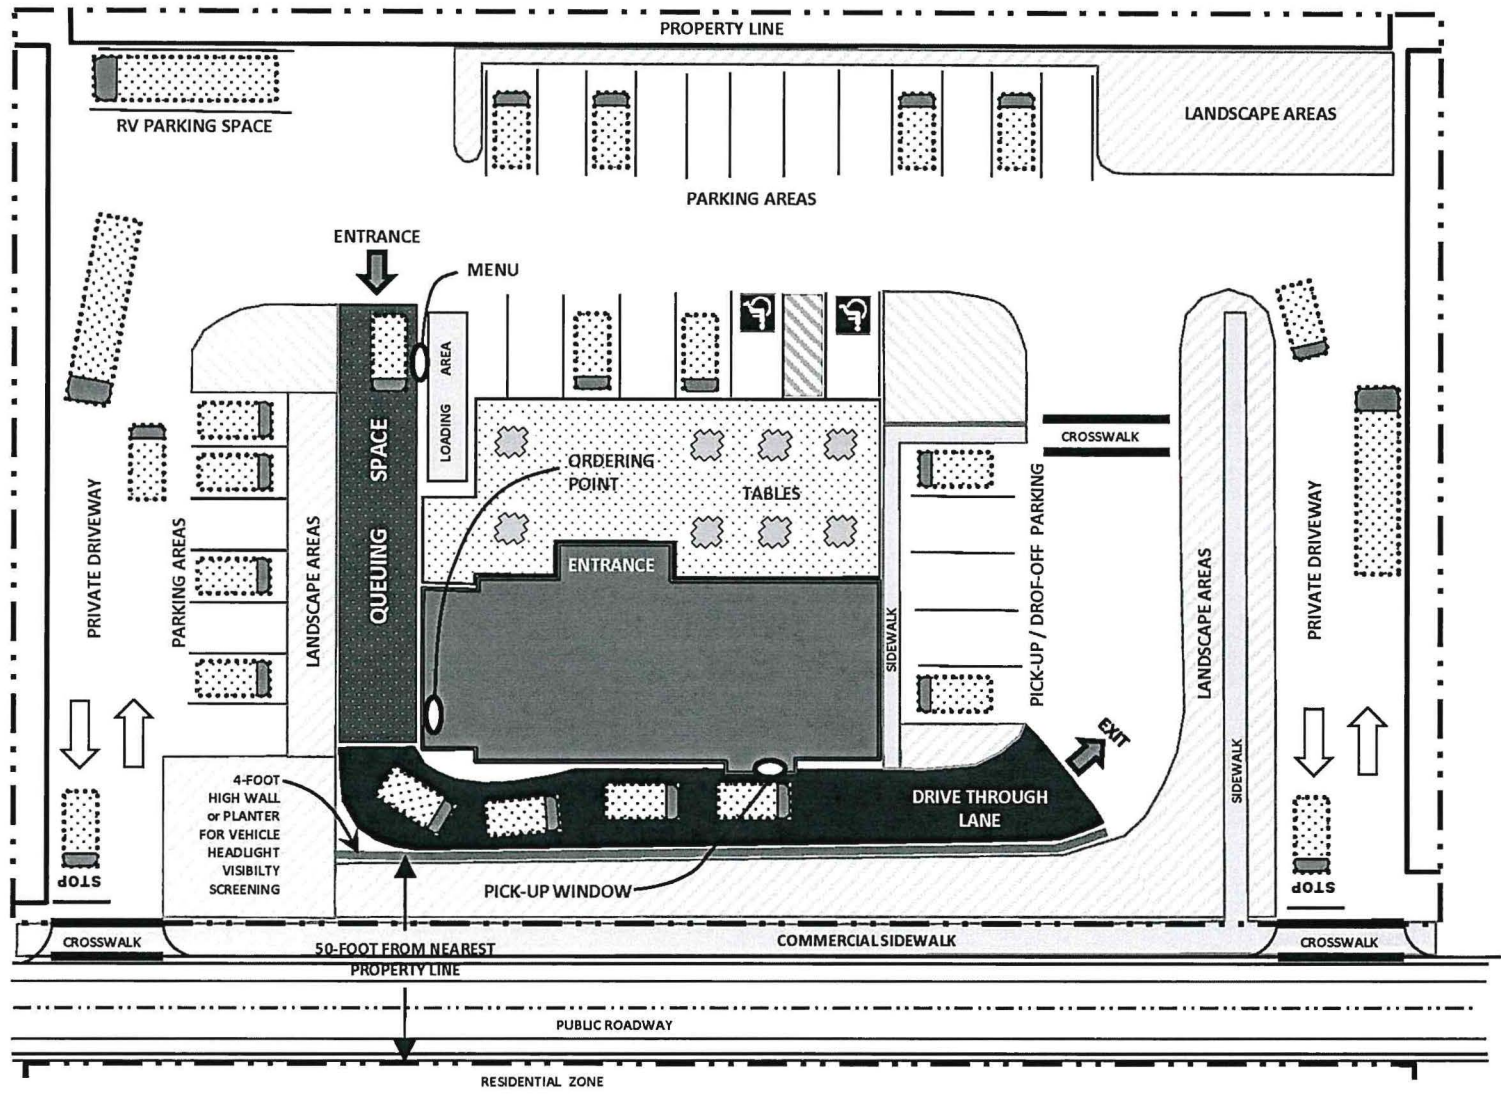 PROPERTY LINE
RV PARKING SPACE
LANDSCAPE AREAS
PARKING AREAS
ENTRANCE
MENU
LOADING AREA
QUEUING SPACE
ORDERING
POINT
TABLES
CROSSWALK
ENTRANCE
PRIVATE DRIVEWAY
PARKING AREAS
LANDSCAPE AREAS
SIDEWALK
PICK-UP / DROF-OFF PARKING
LANDSCAPE AREAS
PRIVATE DRIVEWAY
EXIT
SIDEWALK
4-FOOT
HIGH WALL
or PLANTER
FOR VEHICLE
HEADLIGHT
VISIBILTY
SCREENING
DRIVE THROUGH
LANE
STOP
PICK-UP WINDOW
STOP
CROSSWALK
50-FOOT FROM NEAREST
PROPERTY LINE
COMMERCIAL SIDEWALK
CROSSWALK
PUBLIC ROADWAY
RESIDENTIAL ZONE